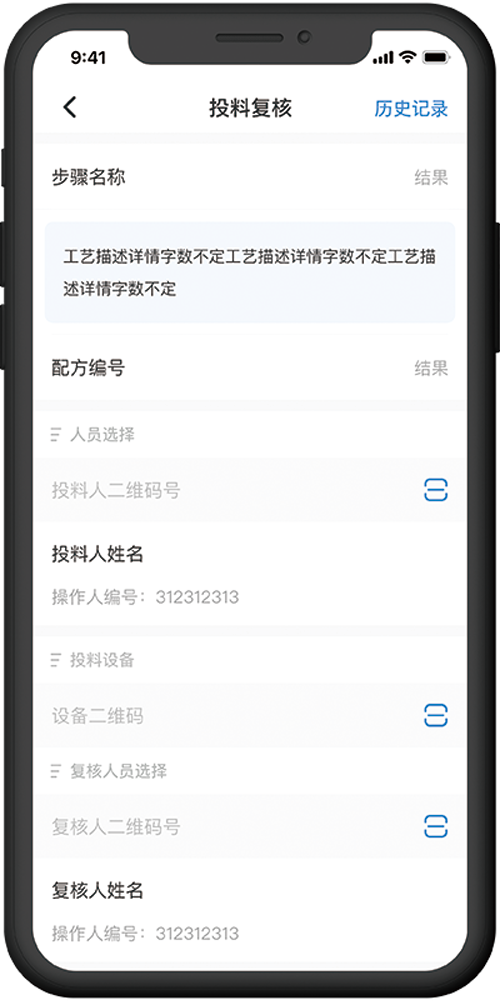 9:41
投料复核 历史记录
步骤名称 结果
工艺描述详情字数不定工艺描述详情字数不定工艺描
述详情字数不定
配方编号 结果
人员选择
投料人二维码号
投料人姓名
操作人编号：312312313
投料设备
设备二维码
复核人员选择
复核人二维码号
复核人姓名
操作人编号：312312313